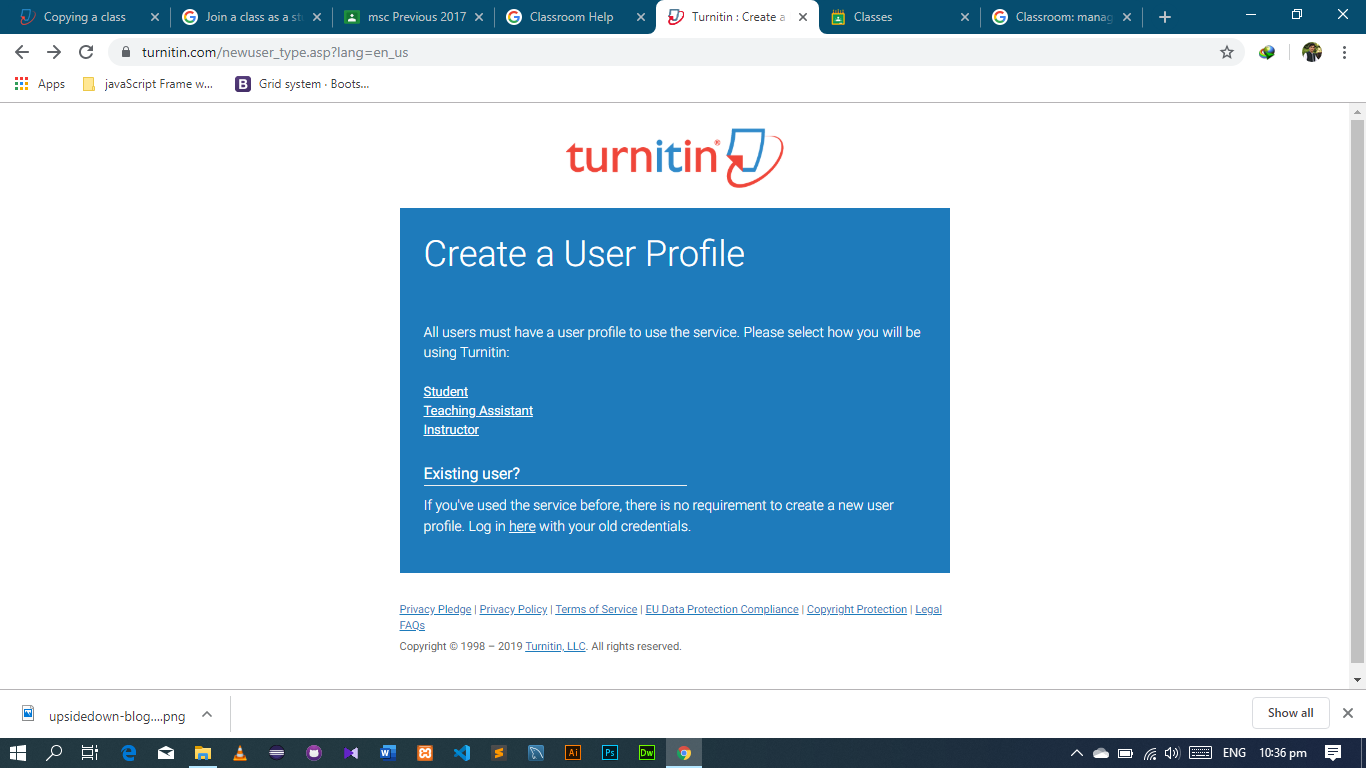 Copying a class
Join a class as a st
msc Previous 2017
Classroom Help
Turnitin : Create a
Classes
Classroom: manag
turnitin.com/newuser_type.asp?lang=en_us
Apps
javaScript Frame w...
B
Grid system · Boots...
turnitin®
Create a User Profile
All users must have a user profile to use the service. Please select how you will be
using Turnitin:
Student
Teaching Assistant
Instructor
Existing user?
If you've used the service before, there is no requirement to create a new user
profile. Log in here with your old credentials.
Privacy Pledge | Privacy Policy | Terms of Service | EU Data Protection Compliance | Copyright Protection | Legal
FAQs
Copyright © 1998 – 2019 Turnitin, LLC. All rights reserved.
upsidedown-blog....png
Show all
Ai
Ps
Dw
ENG
10:36 pm